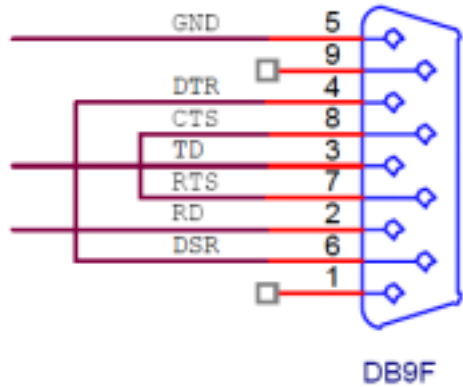 GND 5
9
DTR 4
CTS 8
TD 3
RTS 7
RD 2
DSR 6
1
DB9F